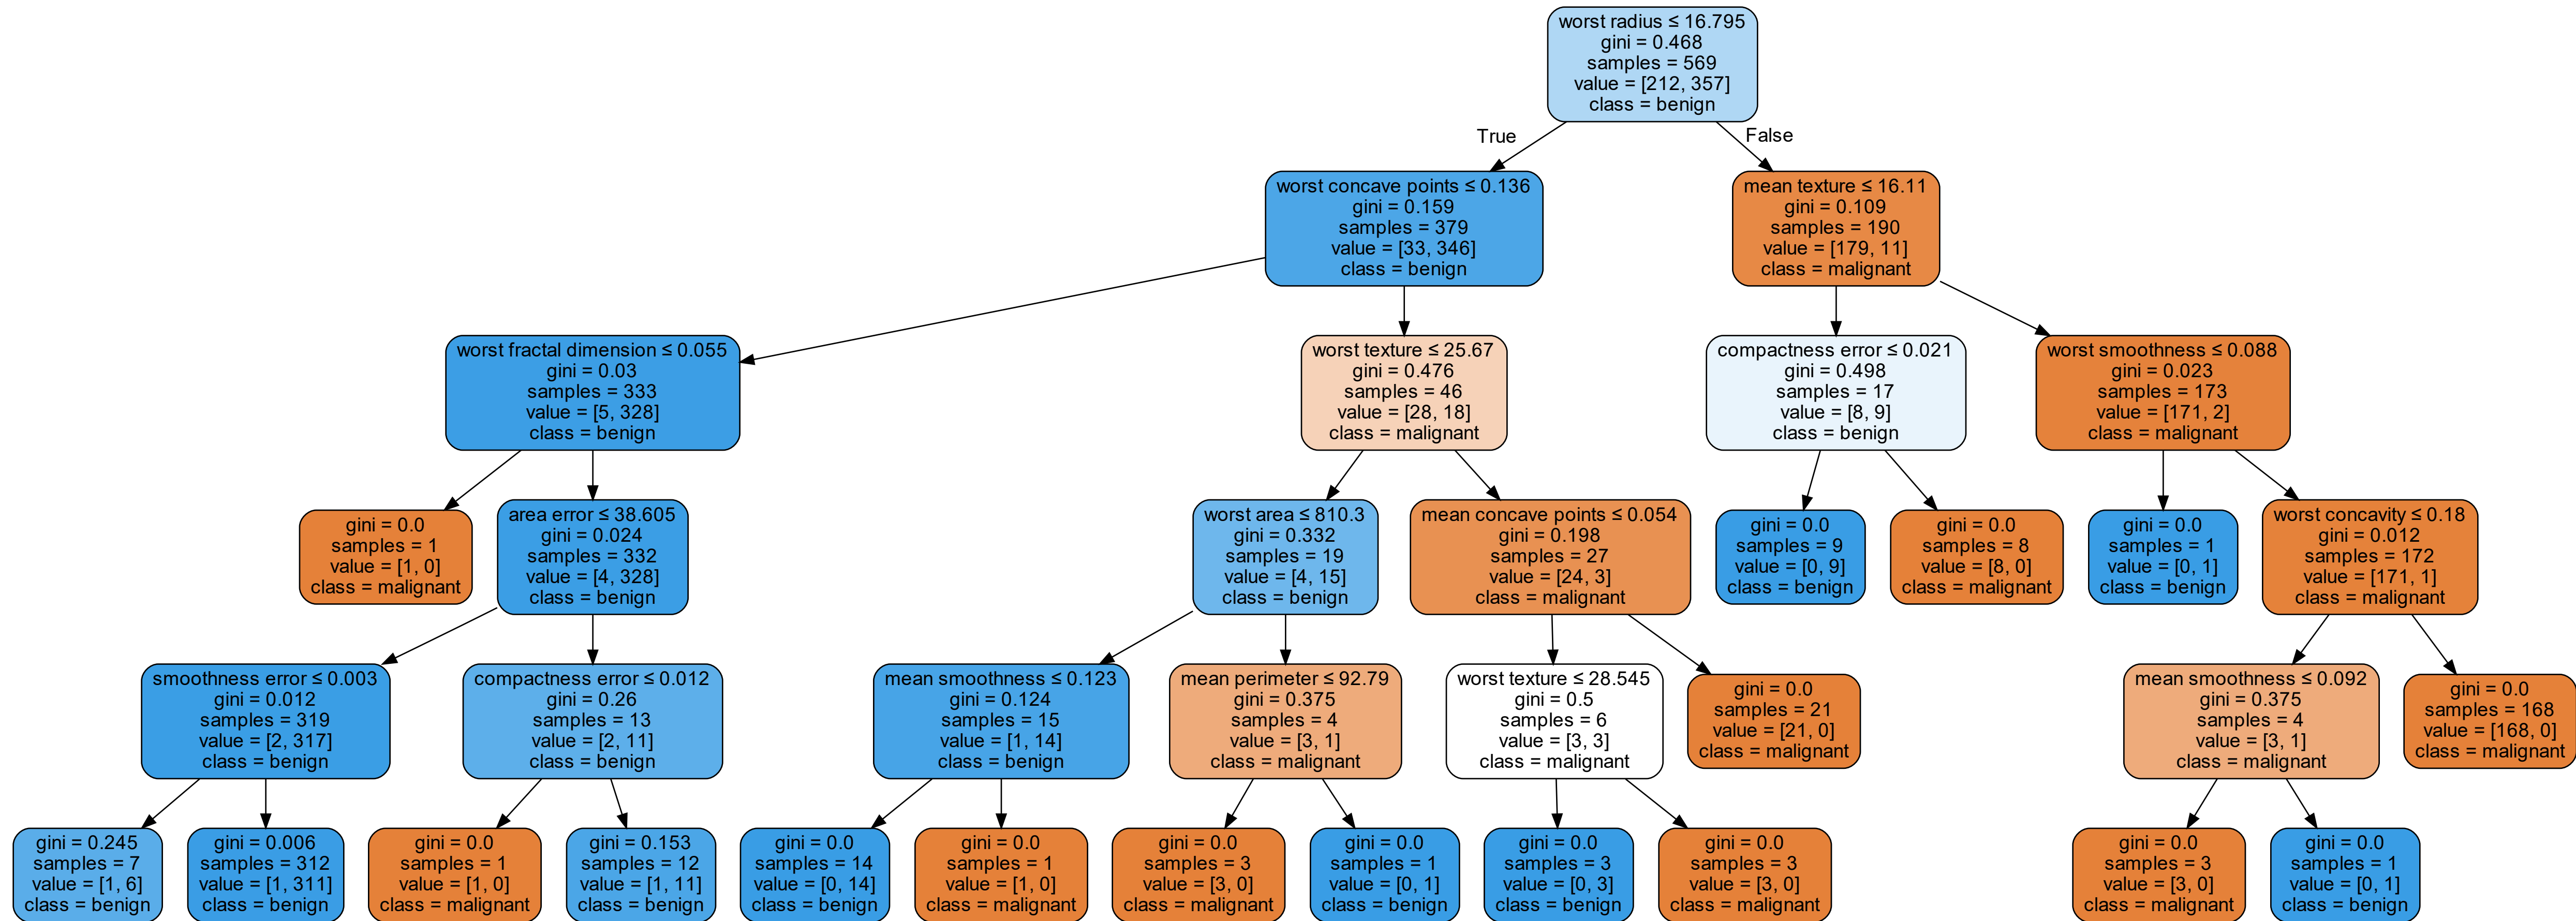 worst radius ≤ 16.795
gini = 0.468
samples = 569
value = [212, 357]
class = benign
True
False
worst concave points ≤ 0.136
gini = 0.159
samples = 379
value = [33, 346]
class = benign
mean texture ≤ 16.11
gini = 0.109
samples = 190
value = [179, 11]
class = malignant
worst fractal dimension ≤ 0.055
gini = 0.03
samples = 333
value = [5, 328]
class = benign
worst texture ≤ 25.67
gini = 0.476
samples = 46
value = [28, 18]
class = malignant
compactness error ≤ 0.021
gini = 0.498
samples = 17
value = [8, 9]
class = benign
worst smoothness ≤ 0.088
gini = 0.023
samples = 173
value = [171, 2]
class = malignant
gini = 0.0
samples = 1
value = [1, 0]
class = malignant
area error ≤ 38.605
gini = 0.024
samples = 332
value = [4, 328]
class = benign
worst area ≤ 810.3
gini = 0.332
samples = 19
value = [4, 15]
class = benign
mean concave points ≤ 0.054
gini = 0.198
samples = 27
value = [24, 3]
class = malignant
gini = 0.0
samples = 9
value = [0, 9]
class = benign
gini = 0.0
samples = 8
value = [8, 0]
class = malignant
gini = 0.0
samples = 1
value = [0, 1]
class = benign
worst concavity ≤ 0.18
gini = 0.012
samples = 172
value = [171, 1]
class = malignant
smoothness error ≤ 0.003
gini = 0.012
samples = 319
value = [2, 317]
class = benign
compactness error ≤ 0.012
gini = 0.26
samples = 13
value = [2, 11]
class = benign
mean smoothness ≤ 0.123
gini = 0.124
samples = 15
value = [1, 14]
class = benign
mean perimeter ≤ 92.79
gini = 0.375
samples = 4
value = [3, 1]
class = malignant
worst texture ≤ 28.545
gini = 0.5
samples = 6
value = [3, 3]
class = malignant
gini = 0.0
samples = 21
value = [21, 0]
class = malignant
mean smoothness ≤ 0.092
gini = 0.375
samples = 4
value = [3, 1]
class = malignant
gini = 0.0
samples = 168
value = [168, 0]
class = malignant
gini = 0.245
samples = 7
value = [1, 6]
class = benign
gini = 0.006
samples = 312
value = [1, 311]
class = benign
gini = 0.0
samples = 1
value = [1, 0]
class = malignant
gini = 0.153
samples = 12
value = [1, 11]
class = benign
gini = 0.0
samples = 14
value = [0, 14]
class = benign
gini = 0.0
samples = 1
value = [1, 0]
class = malignant
gini = 0.0
samples = 3
value = [3, 0]
class = malignant
gini = 0.0
samples = 1
value = [0, 1]
class = benign
gini = 0.0
samples = 3
value = [0, 3]
class = benign
gini = 0.0
samples = 3
value = [3, 0]
class = malignant
gini = 0.0
samples = 3
value = [3, 0]
class = malignant
gini = 0.0
samples = 1
value = [0, 1]
class = benign